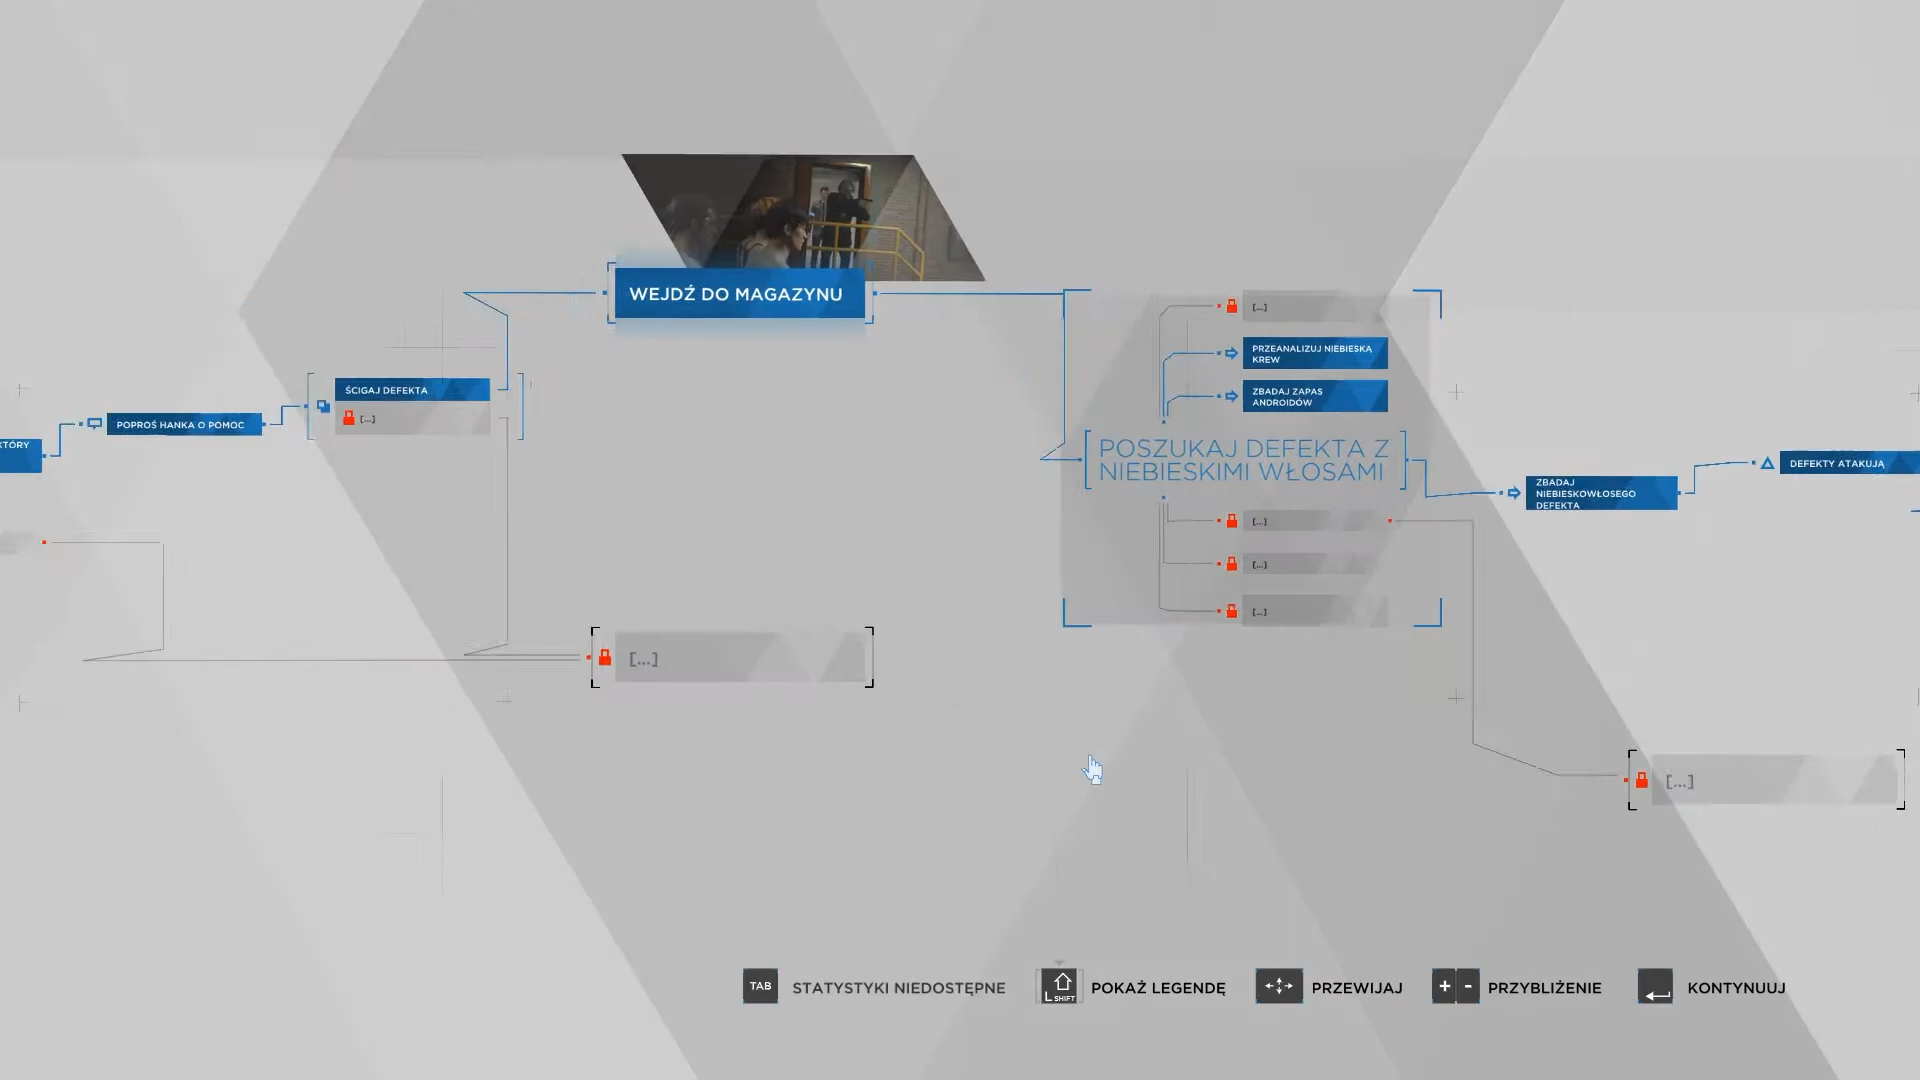 WEJDŹ DO MAGAZYNU
KTÓRY
POPROŚ HANKA O POMOC
ŚCIGAJ DEFEKTA
[...]
[...]
[...]
PRZEANALIZUJ NIEBIESKĄ
KREW
ZBADAJ ZAPAS
ANDROIDÓW
POSZUKAJ DEFEKTA Z
NIEBIESKIMI WŁOSAMI
[...]
[...]
[...]
ZBADAJ
NIEBIESKOWŁOSEGO
DEFEKTA
DEFEKTY ATAKUJĄ
[...]
TAB STATYSTYKI NIEDOSTĘPNE
L SHIFT POKAŻ LEGENDĘ
PRZEWIJAJ
+ - PRZYBLIŻENIE
KONTYNUUJ